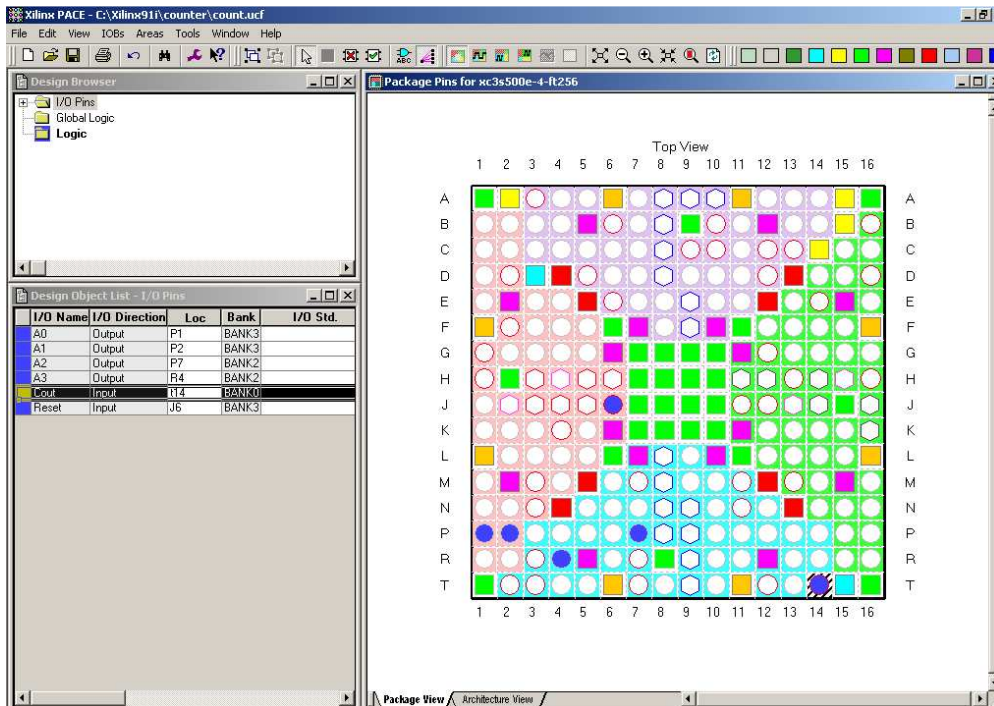 Xilinx PACE - C:\Xilinx91i\counter\count.ucf
File Edit View IOBs Areas Tools Window Help
ABC
Design Browser
I/O Pins
Global Logic
Logic
Design Object List - I/O Pins
I/O Name I/O Direction Loc Bank I/O Std.
A0 Output P1 BANK3
A1 Output P2 BANK3
A2 Output P7 BANK2
A3 Output R4 BANK2
Cout Input t14 BANK0
Reset Input J6 BANK3
Package Pins for xc3s500e-4-ft256
Top View
1 2 3 4 5 6 7 8 9 10 11 12 13 14 15 16
A A
B B
C C
D D
E E
F F
G G
H H
J J
K K
L L
M M
N N
P P
R R
T T
1 2 3 4 5 6 7 8 9 10 11 12 13 14 15 16
Package View Architecture View